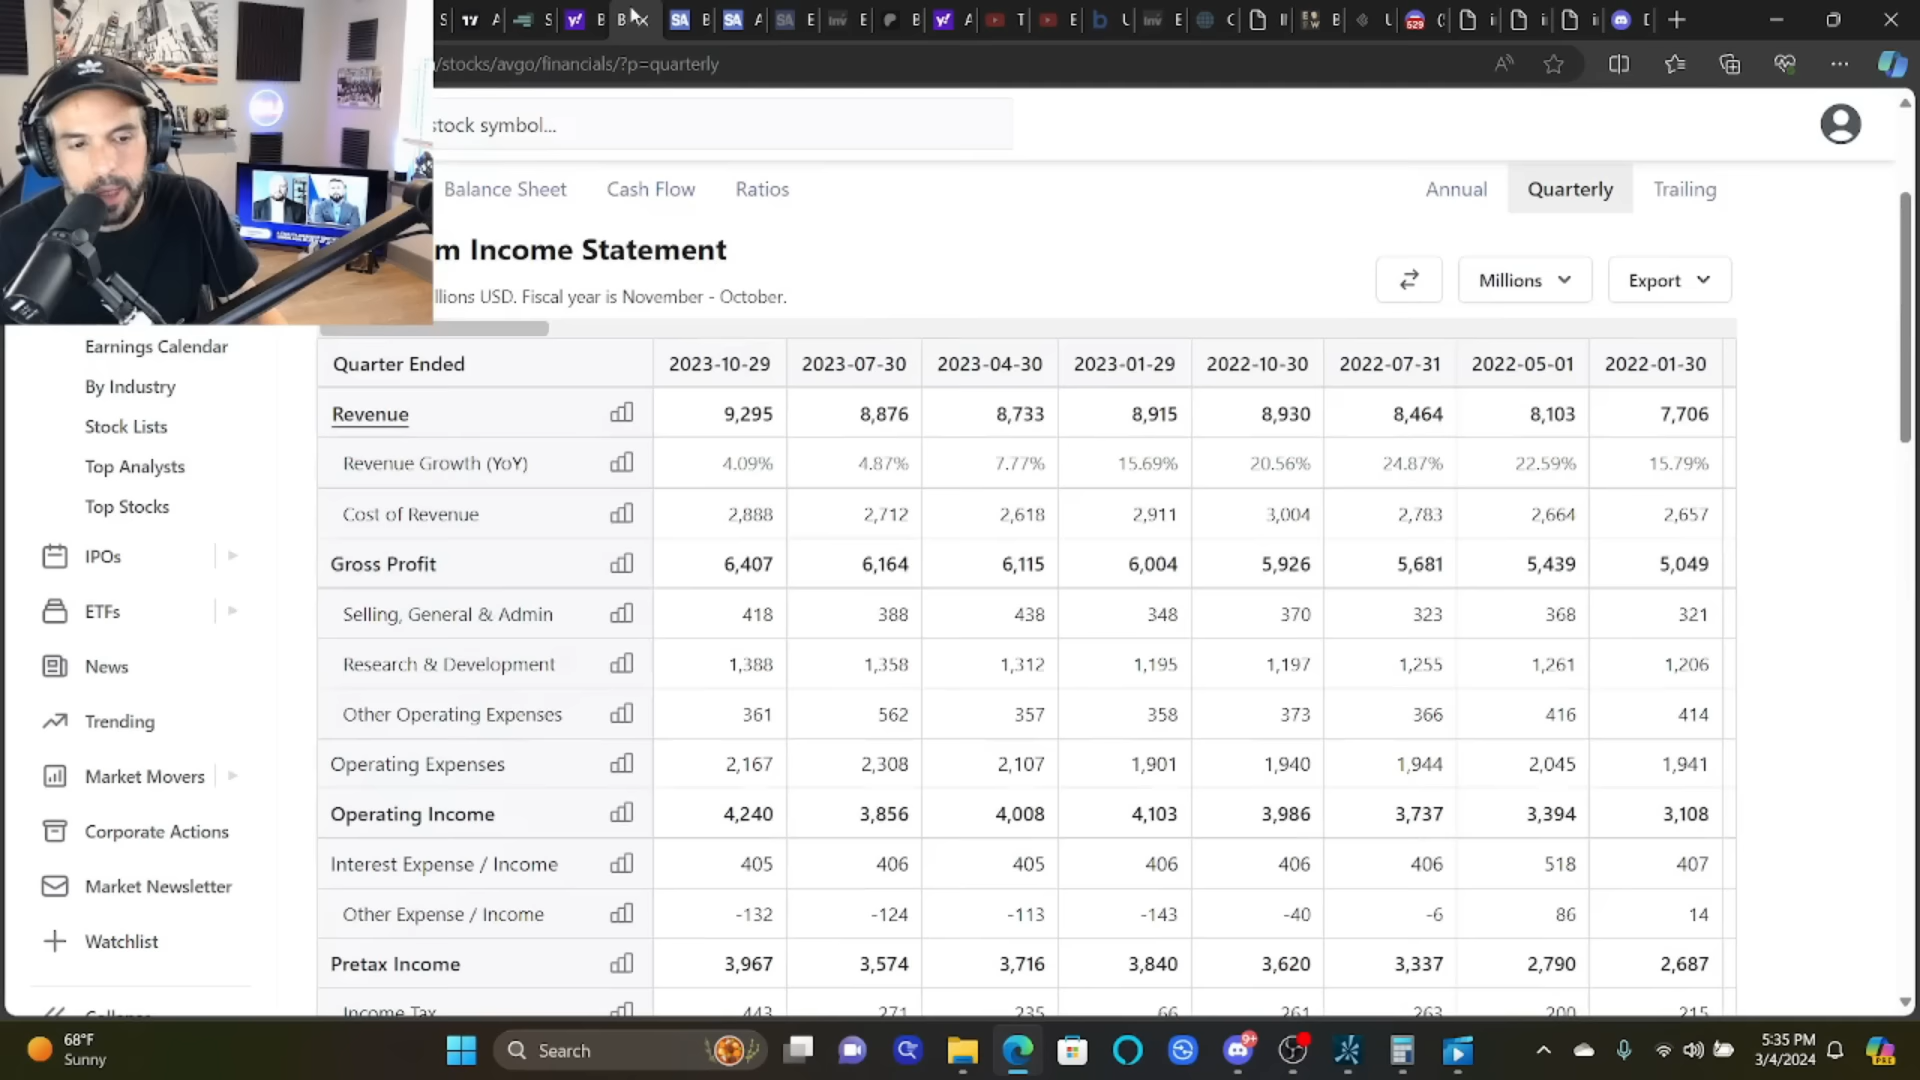 n/stocks/avgo/financials/?p=quarterly
stock symbol...
Balance Sheet Cash Flow Ratios Annual Quarterly Trailing
m Income Statement
Millions Export
llions USD. Fiscal year is November - October.
Earnings Calendar
By Industry
Stock Lists
Top Analysts
Top Stocks
IPOs
ETFs
News
Trending
Market Movers
Corporate Actions
Market Newsletter
Watchlist
Collapse
Quarter Ended 2023-10-29 2023-07-30 2023-04-30 2023-01-29 2022-10-30 2022-07-31 2022-05-01 2022-01-30
Revenue 9,295 8,876 8,733 8,915 8,930 8,464 8,103 7,706
Revenue Growth (YoY) 4.09% 4.87% 7.77% 15.69% 20.56% 24.87% 22.59% 15.79%
Cost of Revenue 2,888 2,712 2,618 2,911 3,004 2,783 2,664 2,657
Gross Profit 6,407 6,164 6,115 6,004 5,926 5,681 5,439 5,049
Selling, General & Admin 418 388 438 348 370 323 368 321
Research & Development 1,388 1,358 1,312 1,195 1,197 1,255 1,261 1,206
Other Operating Expenses 361 562 357 358 373 366 416 414
Operating Expenses 2,167 2,308 2,107 1,901 1,940 1,944 2,045 1,941
Operating Income 4,240 3,856 4,008 4,103 3,986 3,737 3,394 3,108
Interest Expense / Income 405 406 405 406 406 406 518 407
Other Expense / Income -132 -124 -113 -143 -40 -6 86 14
Pretax Income 3,967 3,574 3,716 3,840 3,620 3,337 2,790 2,687
Income Tax 443 271 235 66 261 263 200 215
68°F
Sunny
Search
5:35 PM
3/4/2024